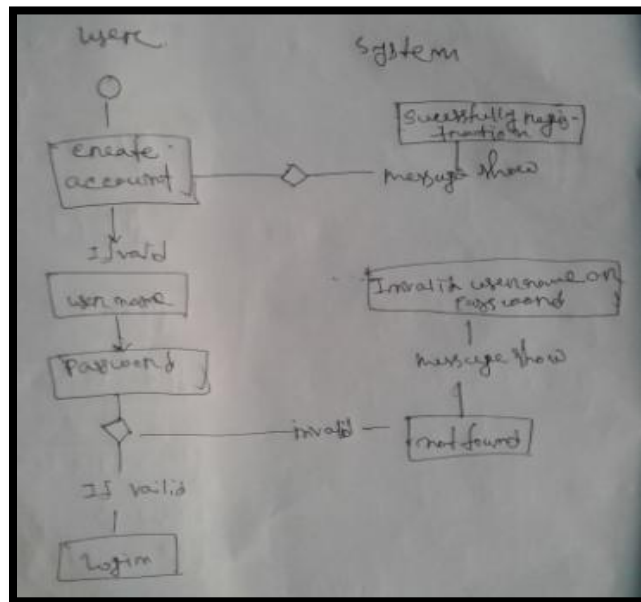 user
System
Sucessfully regis-
tration
create
account
message show
If valid
Invalid username or
password
user name
password
message show
invalid
not found
If vailid
Login